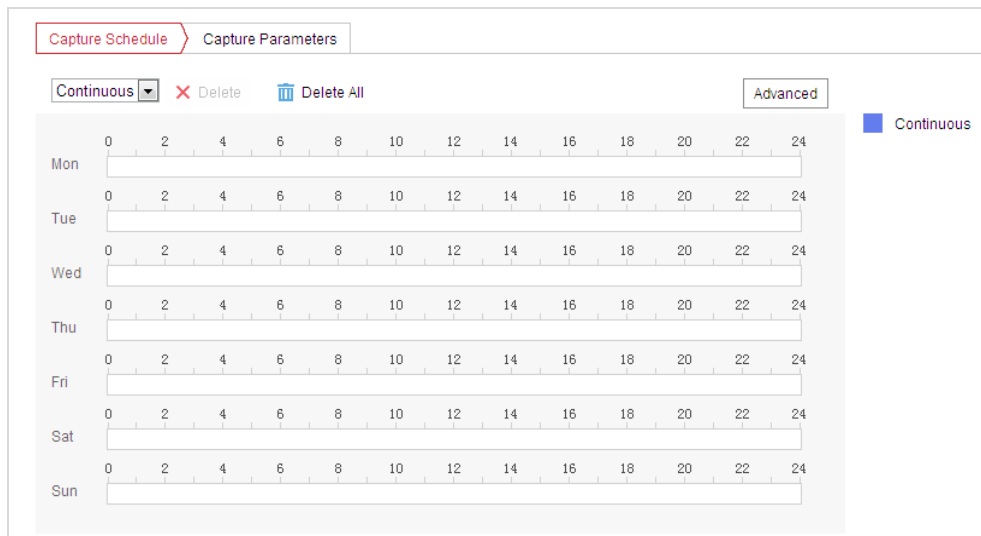 Capture Schedule Capture Parameters
Continuous Delete Delete All Advanced
Continuous
0 2 4 6 8 10 12 14 16 18 20 22 24
Mon
0 2 4 6 8 10 12 14 16 18 20 22 24
Tue
0 2 4 6 8 10 12 14 16 18 20 22 24
Wed
0 2 4 6 8 10 12 14 16 18 20 22 24
Thu
0 2 4 6 8 10 12 14 16 18 20 22 24
Fri
0 2 4 6 8 10 12 14 16 18 20 22 24
Sat
0 2 4 6 8 10 12 14 16 18 20 22 24
Sun